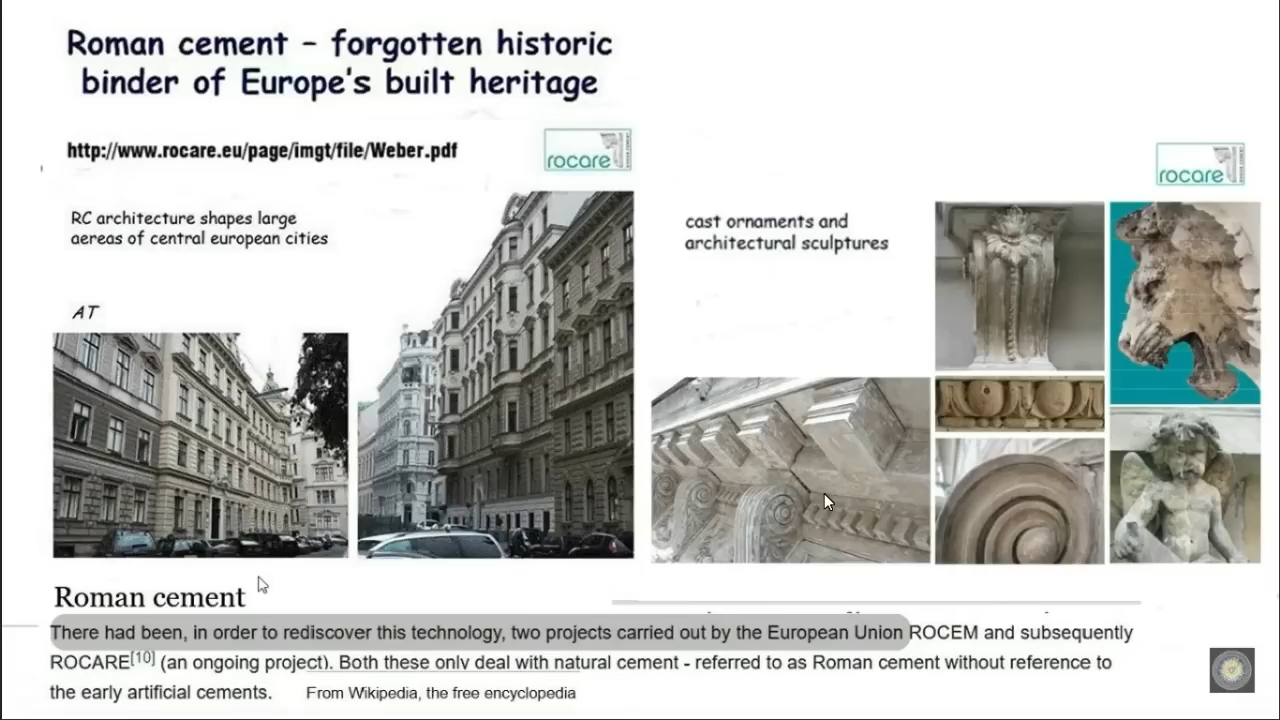 Roman cement – forgotten historic
binder of Europe's built heritage
http://www.rocare.eu/page/imgt/file/Weber.pdf
rocare
rocare
RC architecture shapes large
aereas of central european cities
cast ornaments and
architectural sculptures
AT
Roman cement
There had been, in order to rediscover this technology, two projects carried out by the European Union ROCEM and subsequently
ROCARE[10] (an ongoing project). Both these only deal with natural cement - referred to as Roman cement without reference to
the early artificial cements. From Wikipedia, the free encyclopedia